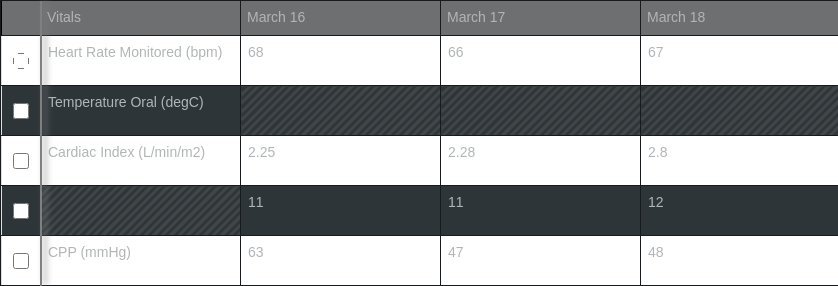 Vitals March 16 March 17 March 18
Heart Rate Monitored (bpm) 68 66 67
Temperature Oral (degC)
Cardiac Index (L/min/m2) 2.25 2.28 2.8
11 11 12
CPP (mmHg) 63 47 48